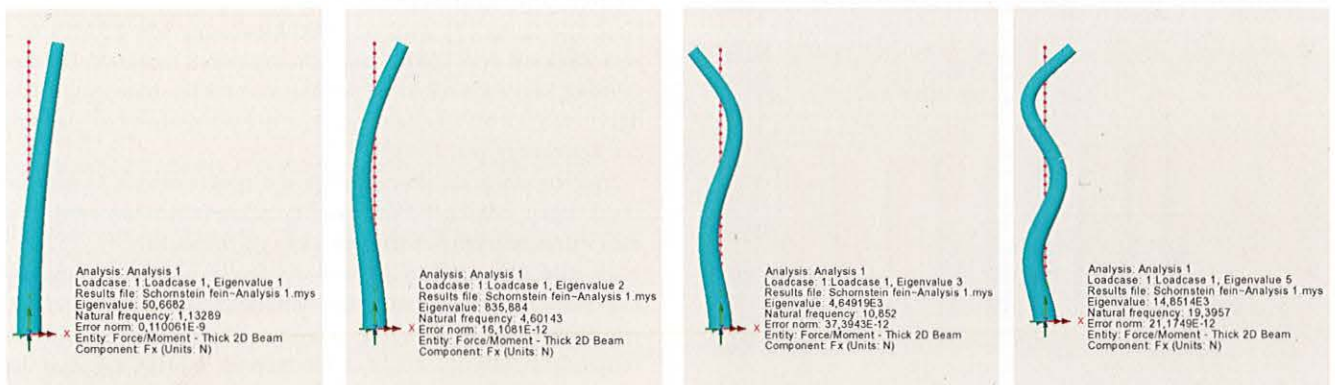 Analysis: Analysis 1
Loadcase: 1:Loadcase 1, Eigenvalue 1
Results file: Schornstein fein~Analysis 1.mys
Eigenvalue: 50,6682
Natural frequency: 1,13289
X
Error norm: 0,110061E-9
Entity: Force/Moment - Thick 2D Beam
Component: Fx (Units: N)
Analysis: Analysis 1
Loadcase: 1:Loadcase 1, Eigenvalue 2
Results file: Schornstein fein~Analysis 1.mys
Eigenvalue: 835,884
Natural frequency: 4,60143
X
Error norm: 16,1081E-12
Entity: Force/Moment - Thick 2D Beam
Component: Fx (Units: N)
Analysis: Analysis 1
Loadcase: 1:Loadcase 1, Eigenvalue 3
Results file: Schornstein fein~Analysis 1.mys
Eigenvalue: 4,64919E3
Natural frequency: 10,852
X
Error norm: 37,3943E-12
Entity: Force/Moment - Thick 2D Beam
Component: Fx (Units: N)
Analysis: Analysis 1
Loadcase: 1:Loadcase 1, Eigenvalue 5
Results file: Schornstein fein~Analysis 1.mys
Eigenvalue: 14,8514E3
Natural frequency: 19,3957
X
Error norm: 21,1749E-12
Entity: Force/Moment - Thick 2D Beam
Component: Fx (Units: N)